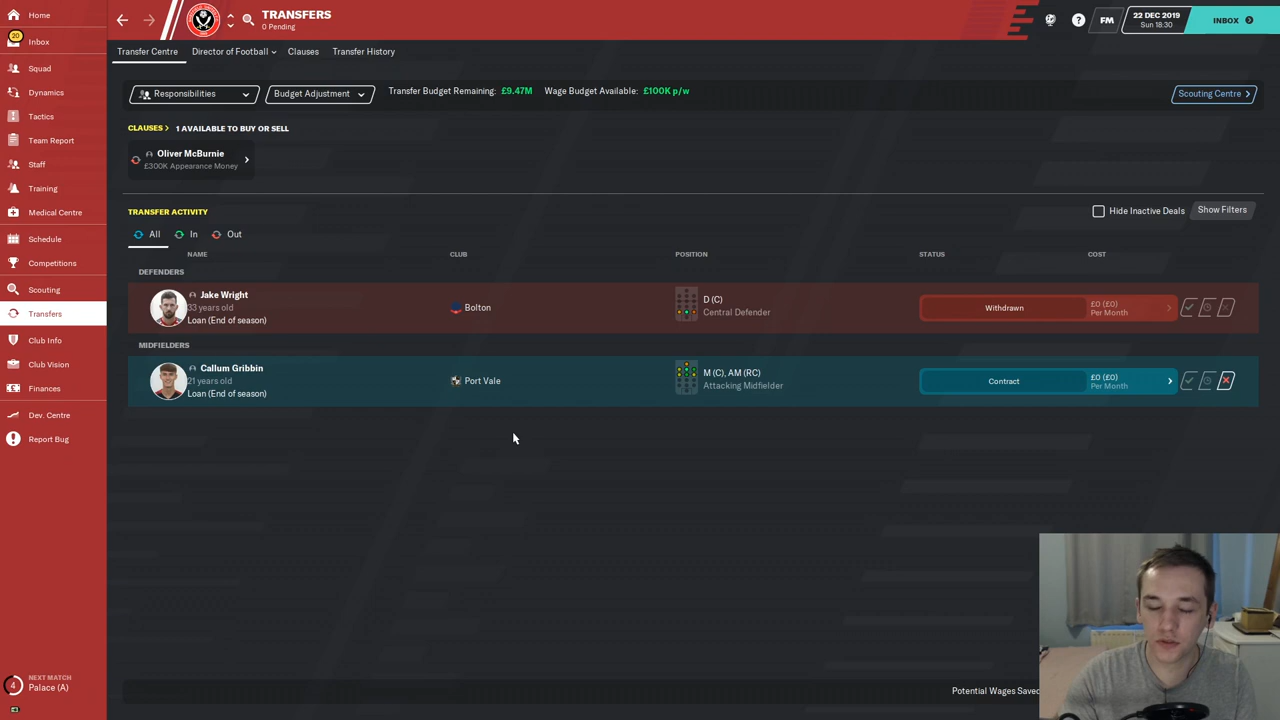 Home
TRANSFERS
0 Pending
FM
22 DEC 2019
Sun 18:30
INBOX
20
Inbox
Transfer Centre
Director of Football
Clauses
Transfer History
Squad
Dynamics
Tactics
Team Report
Staff
Training
Medical Centre
Schedule
Competitions
Scouting
Transfers
Club Info
Club Vision
Finances
Dev. Centre
Report Bug
NEXT MATCH
4
Palace (A)
Responsibilities
Budget Adjustment
Transfer Budget Remaining: £9.47M
Wage Budget Available: £100K p/w
Scouting Centre
CLAUSES > 1 AVAILABLE TO BUY OR SELL
Oliver McBurnie
£300K Appearance Money
TRANSFER ACTIVITY
Hide Inactive Deals
Show Filters
All
In
Out
NAME
CLUB
POSITION
STATUS
COST
DEFENDERS
Jake Wright
33 years old
Loan (End of season)
Bolton
D (C)
Central Defender
Withdrawn
£0 (£0)
Per Month
MIDFIELDERS
Callum Gribbin
21 years old
Loan (End of season)
Port Vale
M (C), AM (RC)
Attacking Midfielder
Contract
£0 (£0)
Per Month
Potential Wages Saved